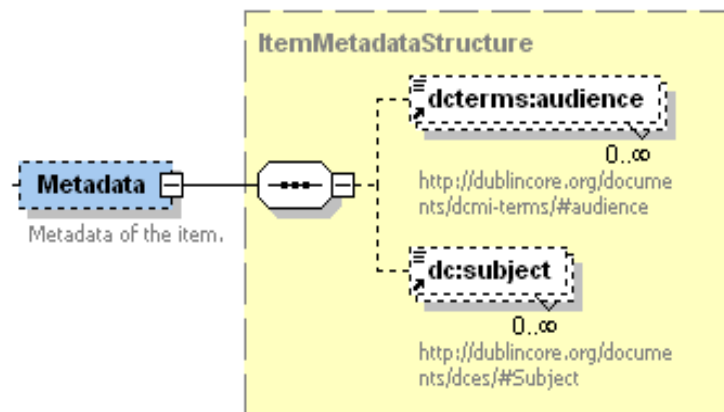 ItemMetadataStructure
dcterms:audience
0..∞
http://dublincore.org/docume
nts/dcmi-terms/#audience
Metadata
Metadata of the item.
dc:subject
0..∞
http://dublincore.org/docume
nts/dces/#Subject